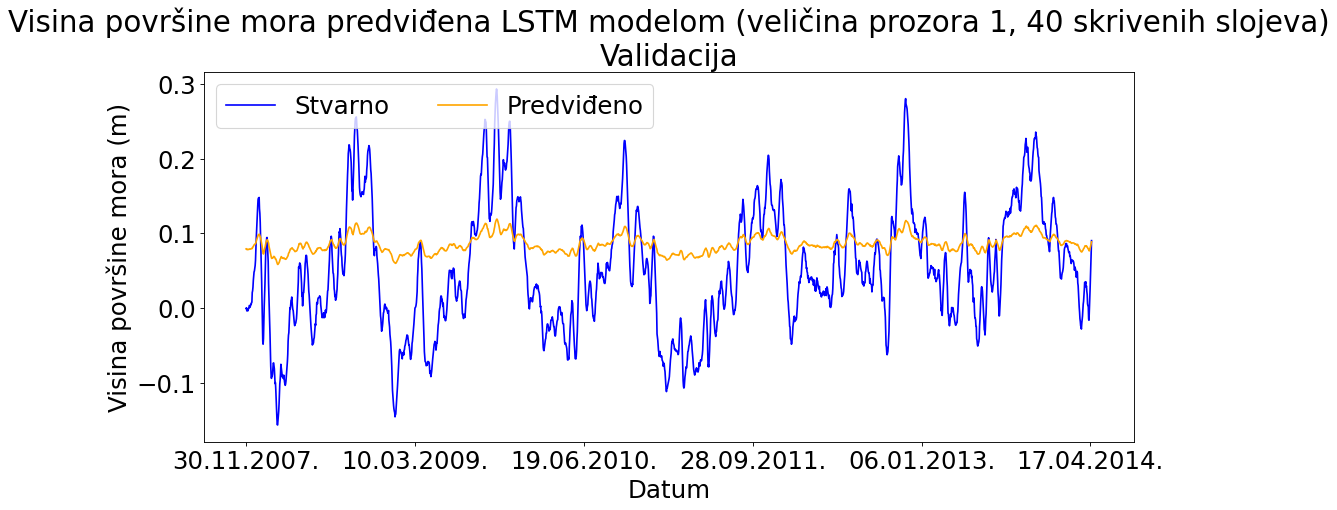 Visina površine mora predviđena LSTM modelom (veličina prozora 1, 40 skrivenih slojeva)
Validacija
Stvarno Predviđeno
Visina površine mora (m)
0.3
0.2
0.1
0.0
−0.1
30.11.2007. 10.03.2009. 19.06.2010. 28.09.2011. 06.01.2013. 17.04.2014.
Datum